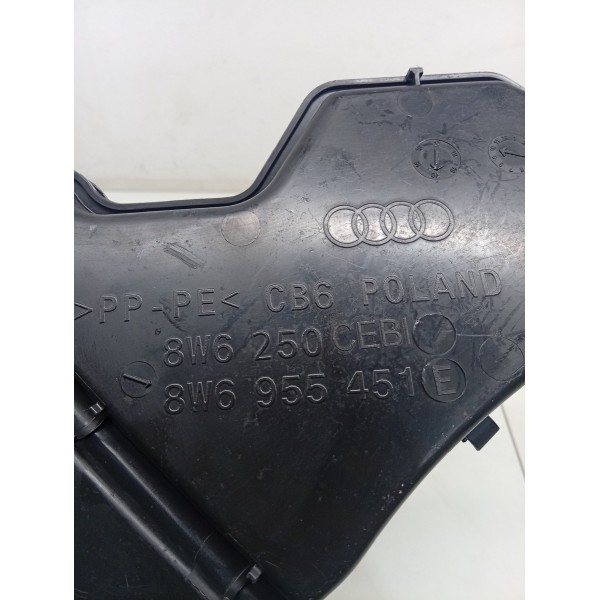 >PP-PE< CB6 POLAND
8W6 250 CEBI
8W6 955 451 E